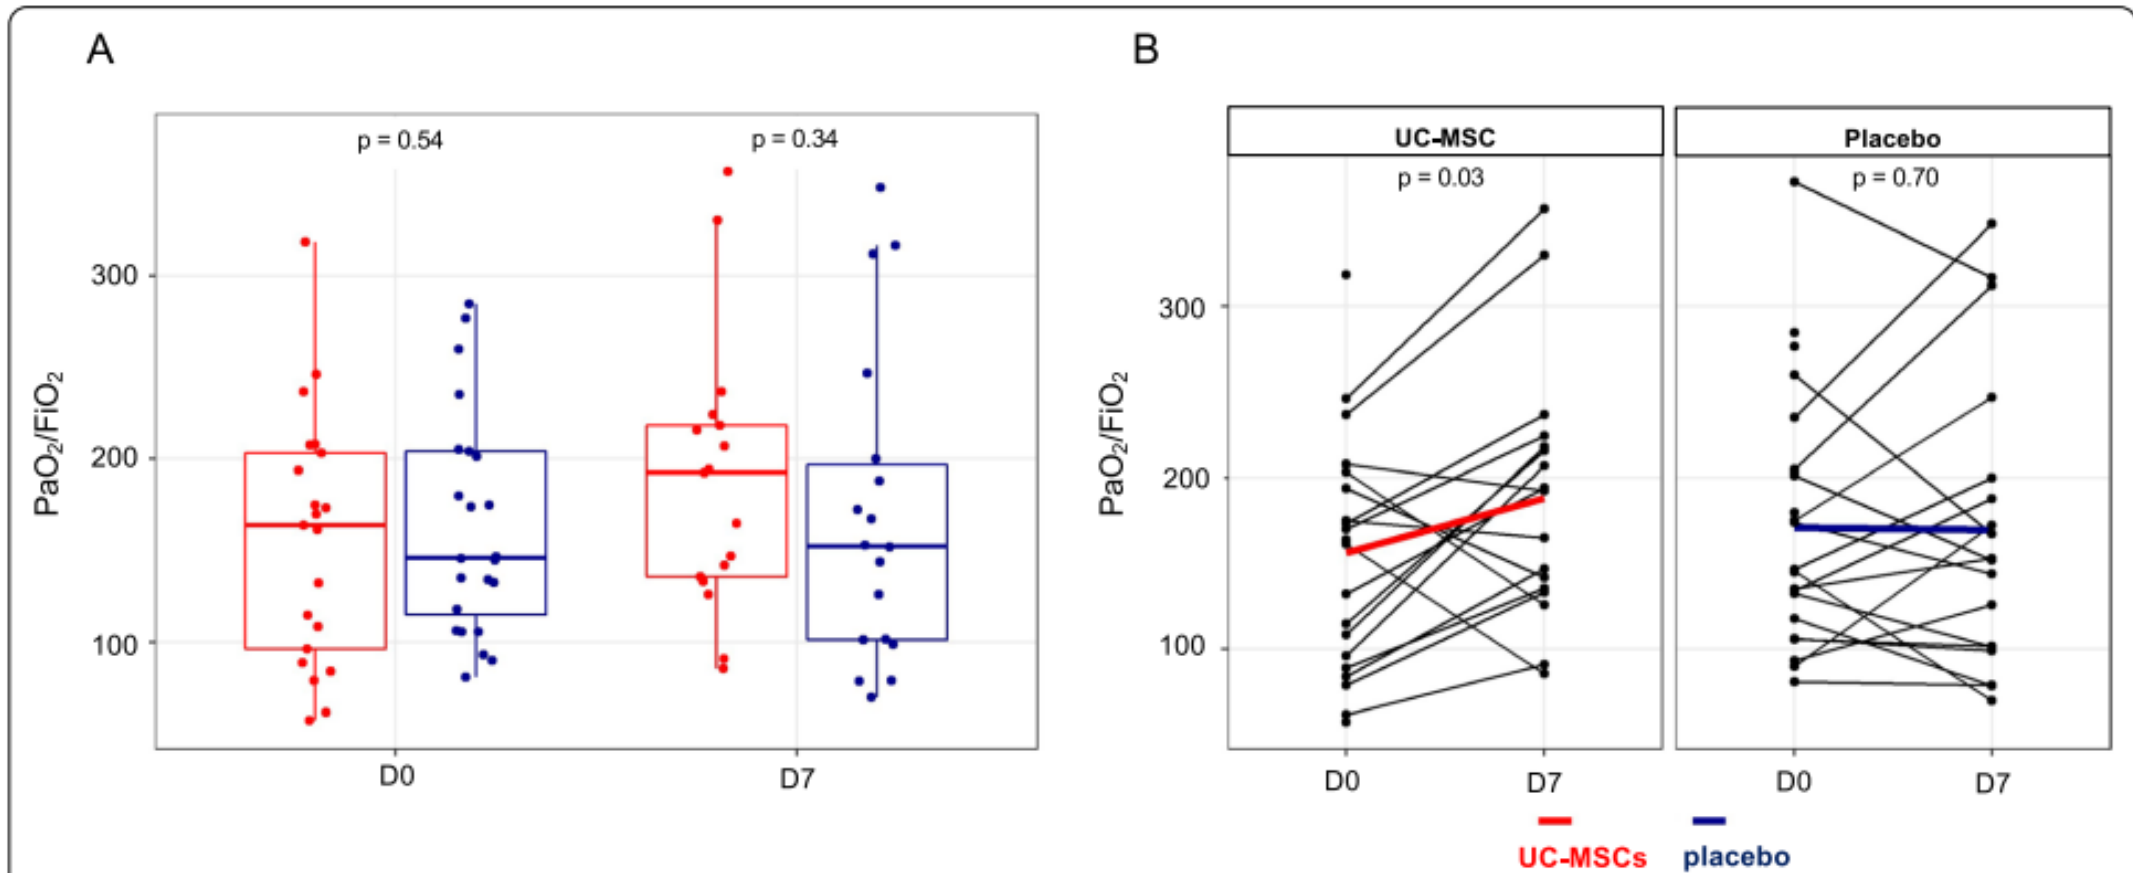 A
p = 0.54
p = 0.34
PaO₂/FiO₂
300
200
100
D0
D7
B
UC-MSC
Placebo
p = 0.03
p = 0.70
PaO₂/FiO₂
300
200
100
D0
D7
D0
D7
UC-MSCs
placebo